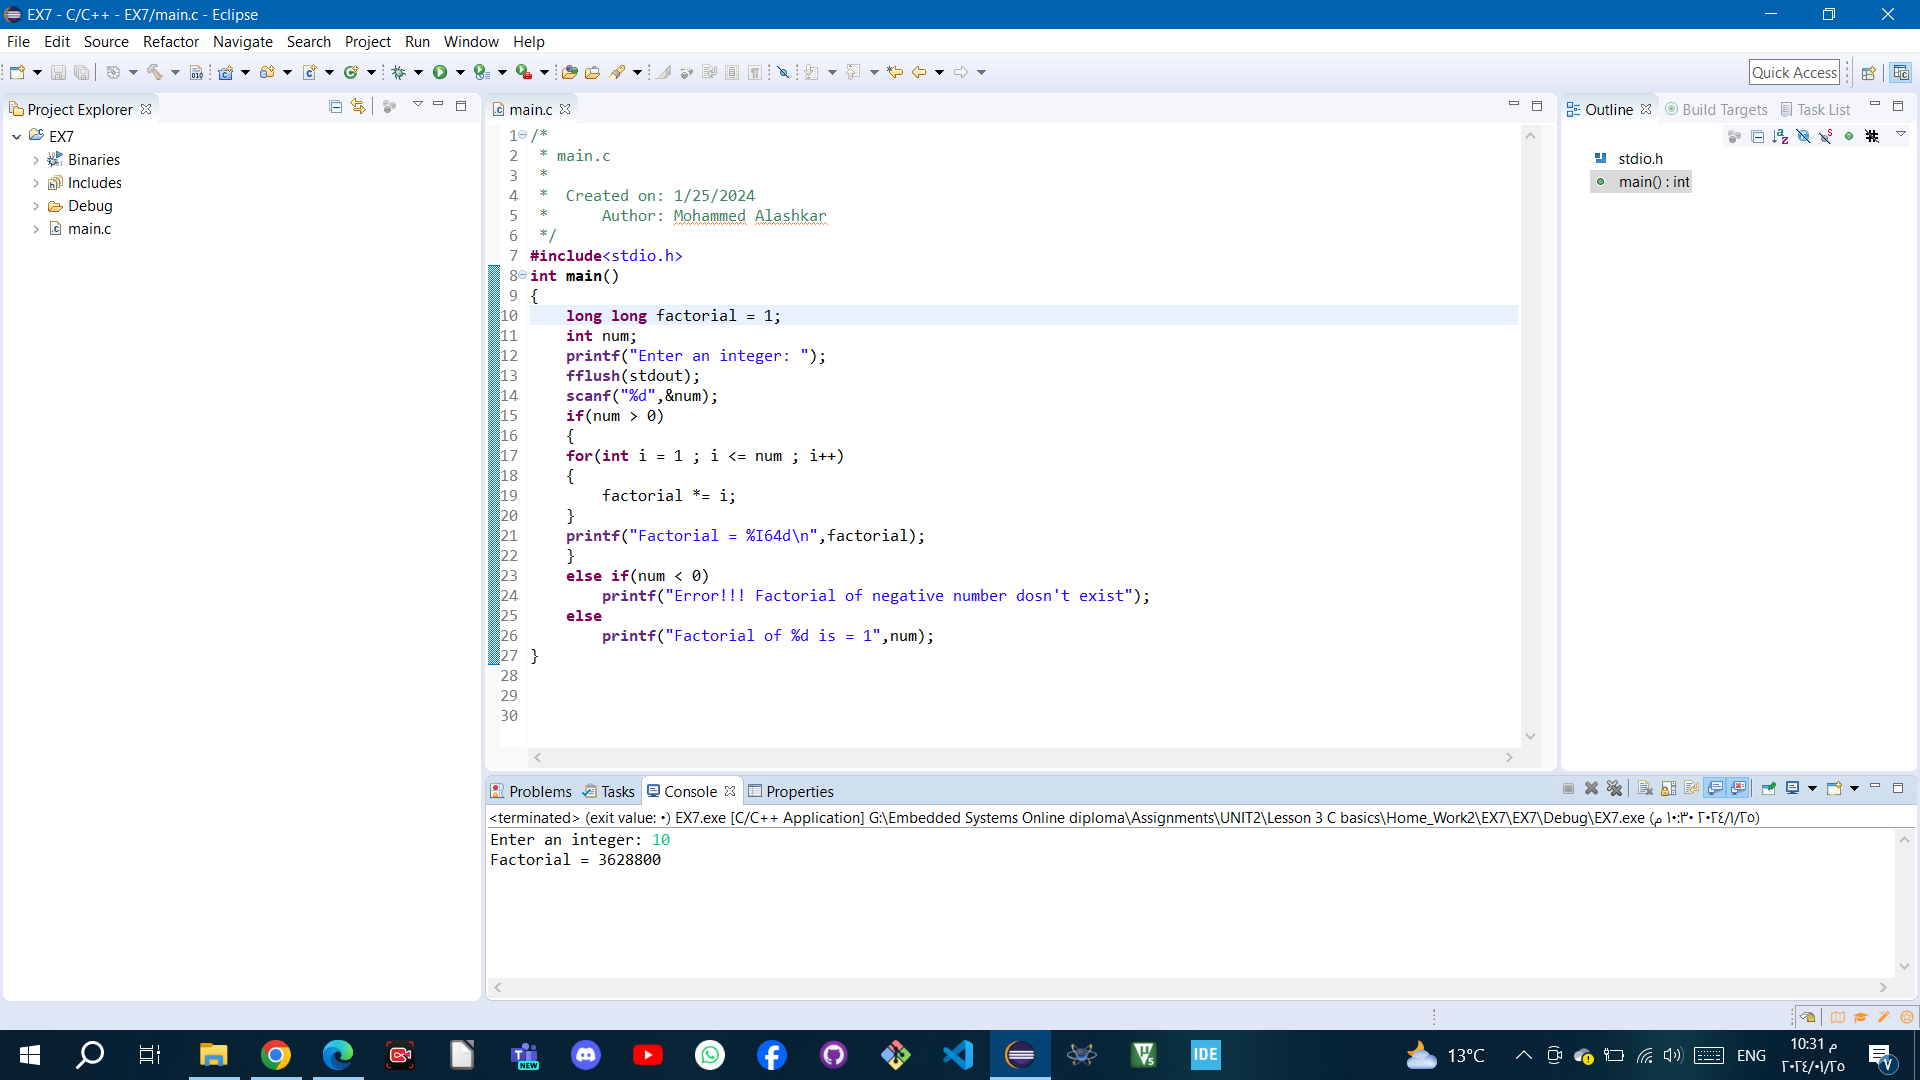 EX7 - C/C++ - EX7/main.c - Eclipse
File Edit Source Refactor Navigate Search Project Run Window Help
Quick Access
Project Explorer
EX7
Binaries
Includes
Debug
main.c
main.c
1 /*
2  * main.c
3  *
4  *  Created on: 1/25/2024
5  *      Author: Mohammed Alashkar
6  */
7 #include<stdio.h>
8 int main()
9 {
10     long long factorial = 1;
11     int num;
12     printf("Enter an integer: ");
13     fflush(stdout);
14     scanf("%d",&num);
15     if(num > 0)
16     {
17     for(int i = 1 ; i <= num ; i++)
18     {
19         factorial *= i;
20     }
21     printf("Factorial = %I64d\n",factorial);
22     }
23     else if(num < 0)
24         printf("Error!!! Factorial of negative number dosn't exist");
25     else
26         printf("Factorial of %d is = 1",num);
27 }
28
29
30
Outline Build Targets Task List
stdio.h
main() : int
Problems Tasks Console Properties
<terminated> (exit value: ٠) EX7.exe [C/C++ Application] G:\Embedded Systems Online diploma\Assignments\UNIT2\Lesson 3 C basics\Home_Work2\EX7\EX7\Debug\EX7.exe (٢٠٢٤/١/٢٥ ١٠:٣٠ م)
Enter an integer: 10
Factorial = 3628800
NEW
IDE
13°C
ENG
10:31 م
٢٠٢٤/٠١/٢٥